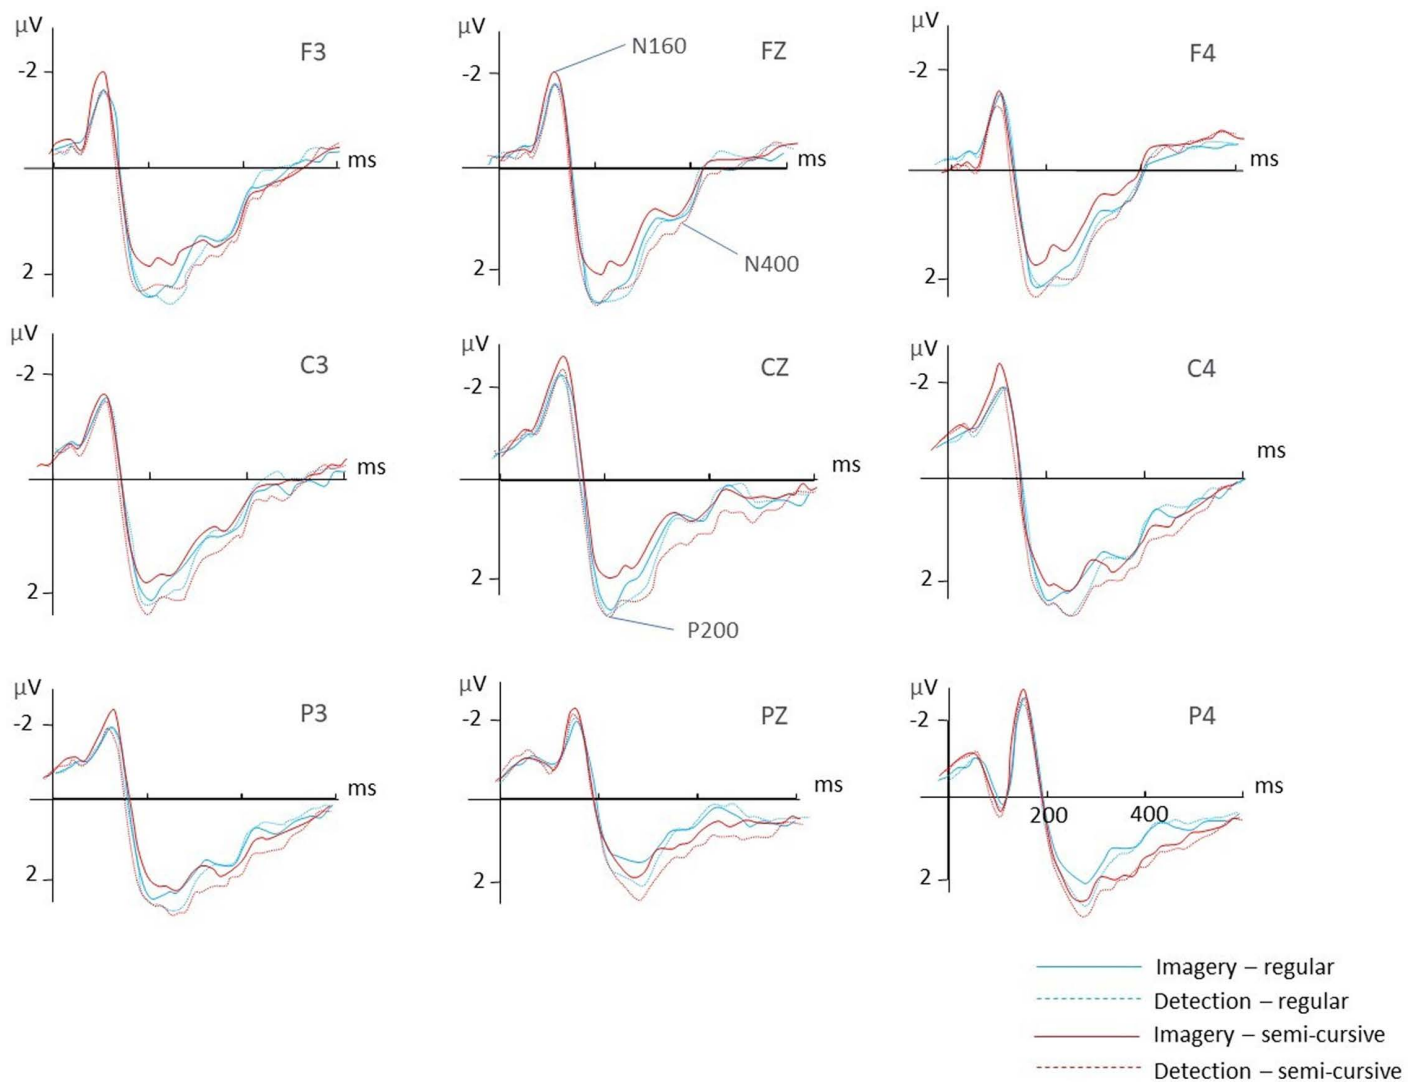 µV
-2
2
F3
ms
µV
-2
2
N160
FZ
ms
N400
µV
-2
2
F4
ms
µV
-2
2
C3
ms
µV
-2
2
CZ
ms
P200
µV
-2
2
C4
ms
µV
-2
2
P3
ms
µV
-2
2
PZ
ms
µV
-2
2
P4
ms
200
400
Imagery – regular
Detection – regular
Imagery – semi-cursive
Detection – semi-cursive